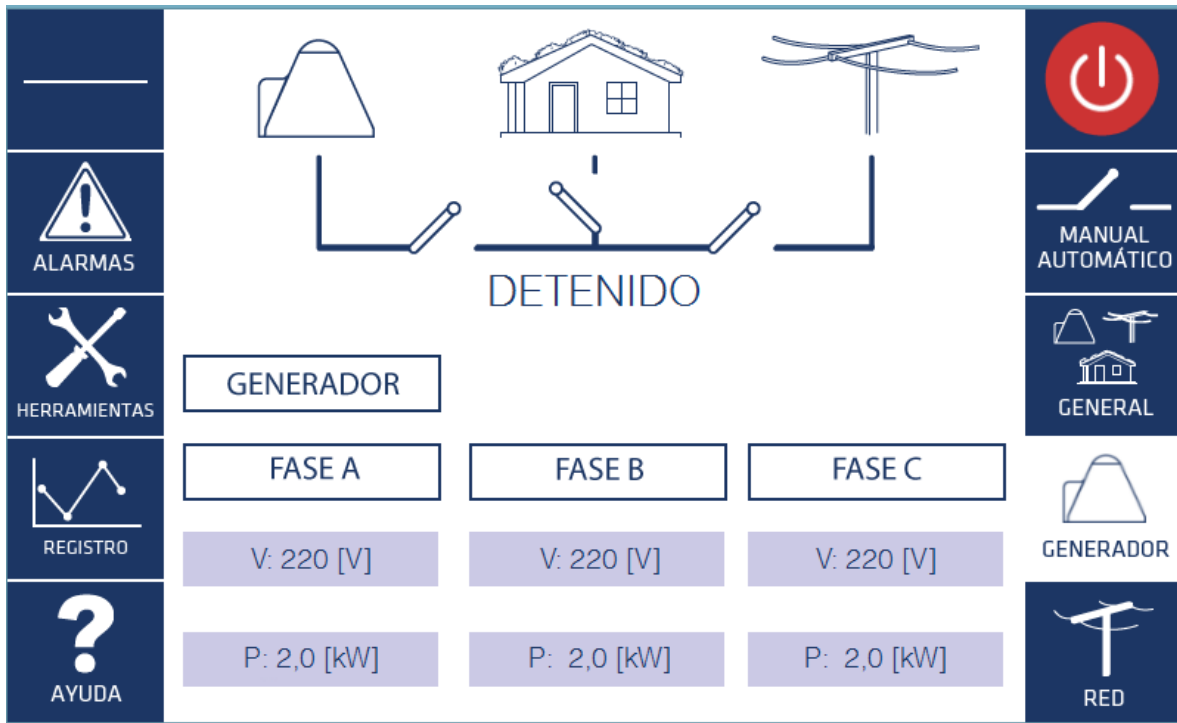 ALARMAS
HERRAMIENTAS
REGISTRO
AYUDA
DETENIDO
GENERADOR
FASE A
FASE B
FASE C
V: 220 [V]
V: 220 [V]
V: 220 [V]
P: 2,0 [kW]
P: 2,0 [kW]
P: 2,0 [kW]
MANUAL
AUTOMÁTICO
GENERAL
GENERADOR
RED